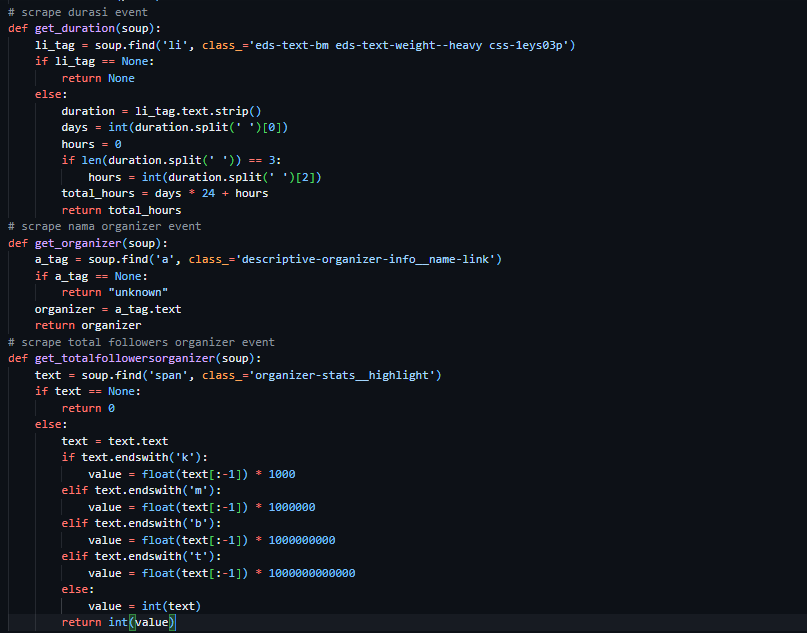 # scrape durasi event
def get_duration(soup):
    li_tag = soup.find('li', class_='eds-text-bm eds-text-weight--heavy css-1eys03p')
    if li_tag == None:
        return None
    else:
        duration = li_tag.text.strip()
        days = int(duration.split(' ')[0])
        hours = 0
        if len(duration.split(' ')) == 3:
            hours = int(duration.split(' ')[2])
        total_hours = days * 24 + hours
        return total_hours
# scrape nama organizer event
def get_organizer(soup):
    a_tag = soup.find('a', class_='descriptive-organizer-info__name-link')
    if a_tag == None:
        return "unknown"
    organizer = a_tag.text
    return organizer
# scrape total followers organizer event
def get_totalfollowersorganizer(soup):
    text = soup.find('span', class_='organizer-stats__highlight')
    if text == None:
        return 0
    else:
        text = text.text
        if text.endswith('k'):
            value = float(text[:-1]) * 1000
        elif text.endswith('m'):
            value = float(text[:-1]) * 1000000
        elif text.endswith('b'):
            value = float(text[:-1]) * 1000000000
        elif text.endswith('t'):
            value = float(text[:-1]) * 1000000000000
        else:
            value = int(text)
        return int(value)